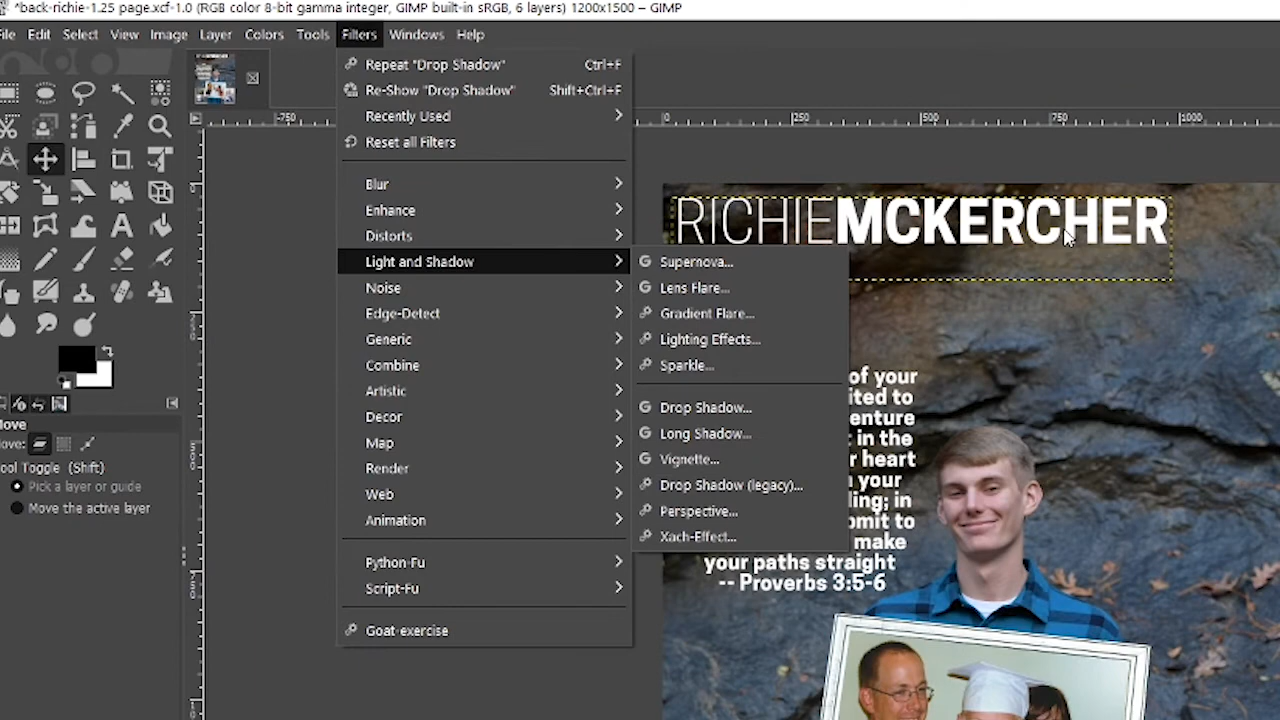 *back-richie-1.25 page.xcf-1.0 (RGB color 8-bit gamma integer, GIMP built-in sRGB, 6 layers) 1200x1500 – GIMP
File Edit Select View Image Layer Colors Tools Filters Windows Help
Repeat "Drop Shadow" Ctrl+F
Re-Show "Drop Shadow" Shift+Ctrl+F
Recently Used
Reset all Filters
Blur
Enhance
Distorts
Light and Shadow
Noise
Edge-Detect
Generic
Combine
Artistic
Decor
Map
Render
Web
Animation
Python-Fu
Script-Fu
Goat-exercise
Supernova...
Lens Flare...
Gradient Flare...
Lighting Effects...
Sparkle...
Drop Shadow...
Long Shadow...
Vignette...
Drop Shadow (legacy)...
Perspective...
Xach-Effect...
-750 0 250 500 750 1000
RICHIEMCKERCHER
of your
ited to
enture
t in the
r heart
your
ling; in
omit to
make
your paths straight
-- Proverbs 3:5-6
Move
Move:
ool Toggle (Shift)
Pick a layer or guide
Move the active layer